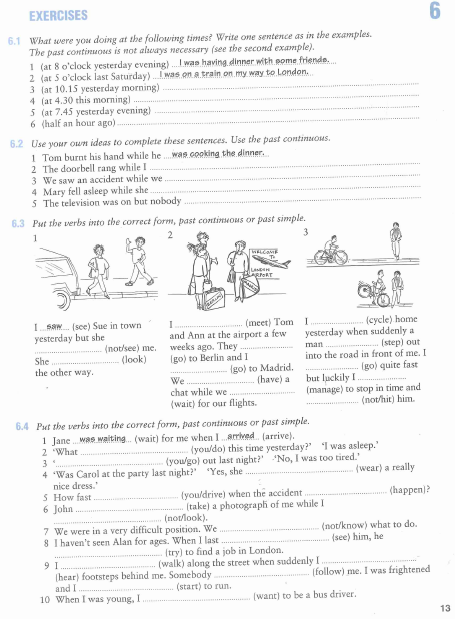 EXERCISES
6
6.1 What were you doing at the following times? Write one sentence as in the examples.
The past continuous is not always necessary (see the second example).
1 (at 8 o'clock yesterday evening) ...I was having dinner with some friends.
2 (at 5 o'clock last Saturday) ...I was on a train on my way to London.
3 (at 10.15 yesterday morning) ...
4 (at 4.30 this morning) ...
5 (at 7.45 yesterday evening) ...
6 (half an hour ago) ...
6.2 Use your own ideas to complete these sentences. Use the past continuous.
1 Tom burnt his hand while he ...was cooking the dinner.
2 The doorbell rang while I ...
3 We saw an accident while we ...
4 Mary fell asleep while she ...
5 The television was on but nobody ...
6.3 Put the verbs into the correct form, past continuous or past simple.
1
2
3
WELCOME
TO
LONDON
AIRPORT
I ...saw... (see) Sue in town
yesterday but she
... (not/see) me.
She ... (look)
the other way.
I ... (meet) Tom
and Ann at the airport a few
weeks ago. They ...
(go) to Berlin and I
... (go) to Madrid.
We ... (have) a
chat while we ...
(wait) for our flights.
I ... (cycle) home
yesterday when suddenly a
man ... (step) out
into the road in front of me. I
... (go) quite fast
but luckily I ...
(manage) to stop in time and
... (not/hit) him.
6.4 Put the verbs into the correct form, past continuous or past simple.
1 Jane ...was waiting... (wait) for me when I ...arrived... (arrive).
2 'What ... (you/do) this time yesterday?' 'I was asleep.'
3 '... (you/go) out last night?' 'No, I was too tired.'
4 'Was Carol at the party last night?' 'Yes, she ... (wear) a really
nice dress.'
5 How fast ... (you/drive) when the accident ... (happen)?
6 John ... (take) a photograph of me while I
... (not/look).
7 We were in a very difficult position. We ... (not/know) what to do.
8 I haven't seen Alan for ages. When I last ... (see) him, he
... (try) to find a job in London.
9 I ... (walk) along the street when suddenly I ...
(hear) footsteps behind me. Somebody ... (follow) me. I was frightened
and I ... (start) to run.
10 When I was young, I ... (want) to be a bus driver.
13